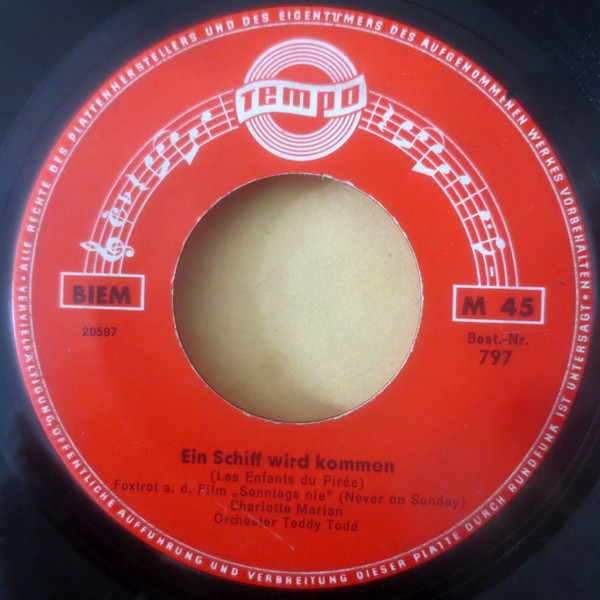 ALLE RECHTE DES PLATTENHERSTELLERS UND DES EIGENTÜMERS DES AUFGENOMMENEN WERKES VORBEHALTEN • VERVIELFÄLTIGUNG, ÖFFENTLICHE AUFFÜHRUNG UND VERBREITUNG DIESER PLATTE DURCH RUNDFUNK IST UNTERSAGT •
TEMPO
BIEM
M 45
20597
Best.-Nr.
797
Ein Schiff wird kommen
(Les Enfants du Pirée)
Foxtrot a. d. Film „Sonntags nie" (Never on Sunday)
Charlotte Marian
Orchester Teddy Todd